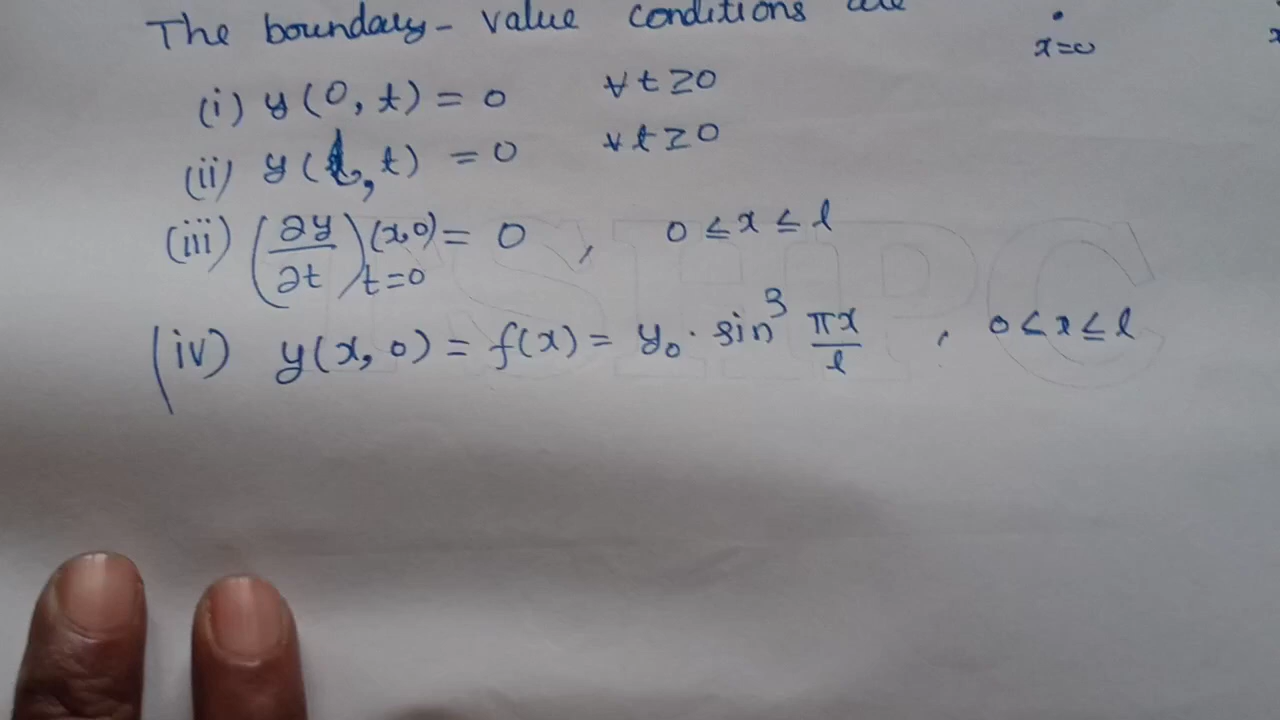 The boundary - value conditions are
x=0
(i) y(0, t) = 0 ∀ t ≥ 0
(ii) y(l, t) = 0 ∀ t ≥ 0
(iii) (∂y/∂t)(x,0) t=0 = 0 , 0 ≤ x ≤ l
(iv) y(x, 0) = f(x) = y₀ · sin³ πx/l , 0 ≤ x ≤ l